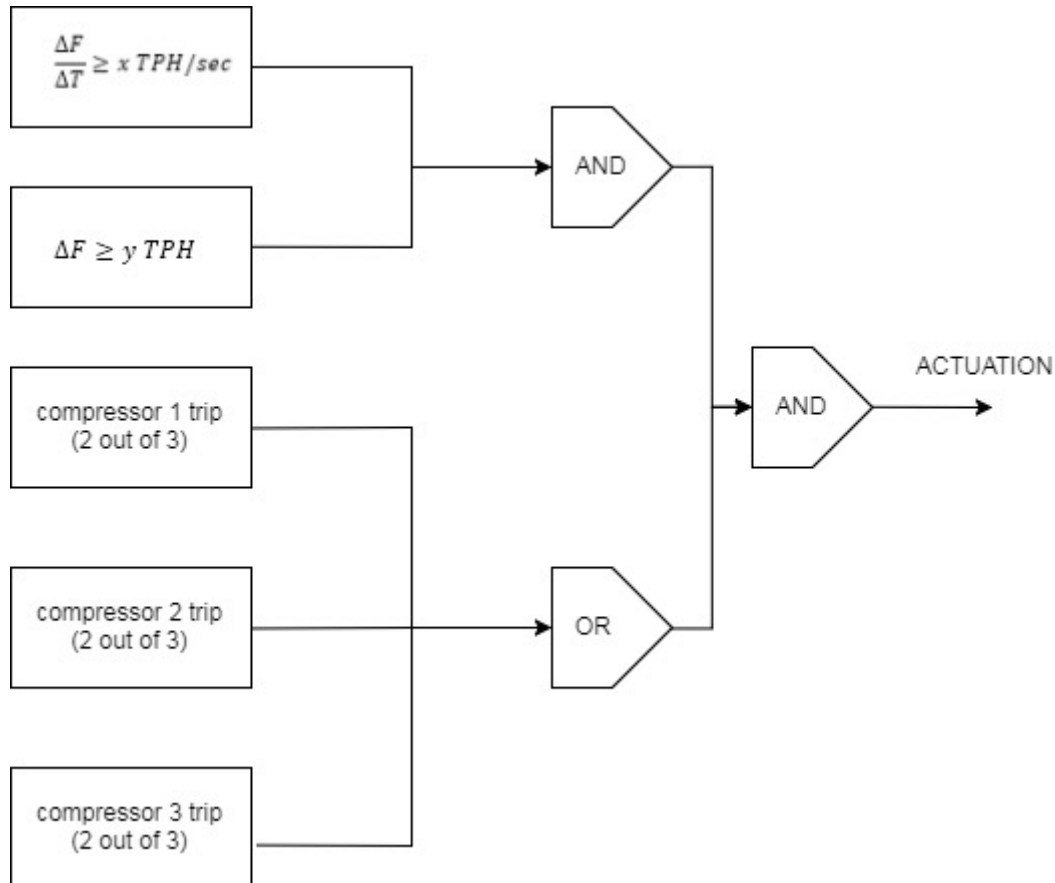 ΔF/ΔT ≥ x TPH/sec
AND
ΔF ≥ y TPH
ACTUATION
compressor 1 trip
(2 out of 3)
AND
compressor 2 trip
(2 out of 3)
OR
compressor 3 trip
(2 out of 3)